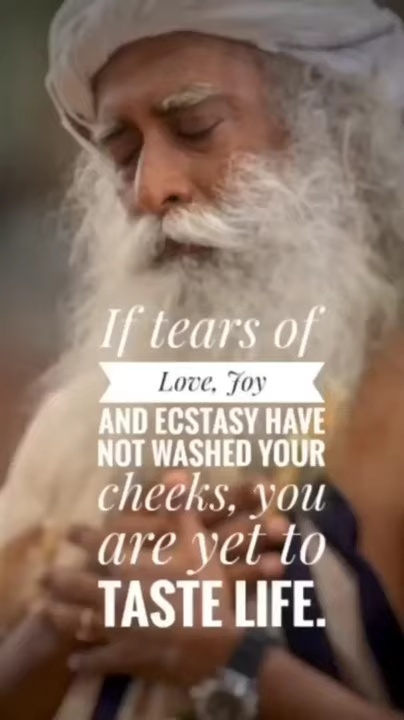 If tears of
Love, Joy
AND ECSTASY HAVE
NOT WASHED YOUR
cheeks, you
are yet to
TASTE LIFE.